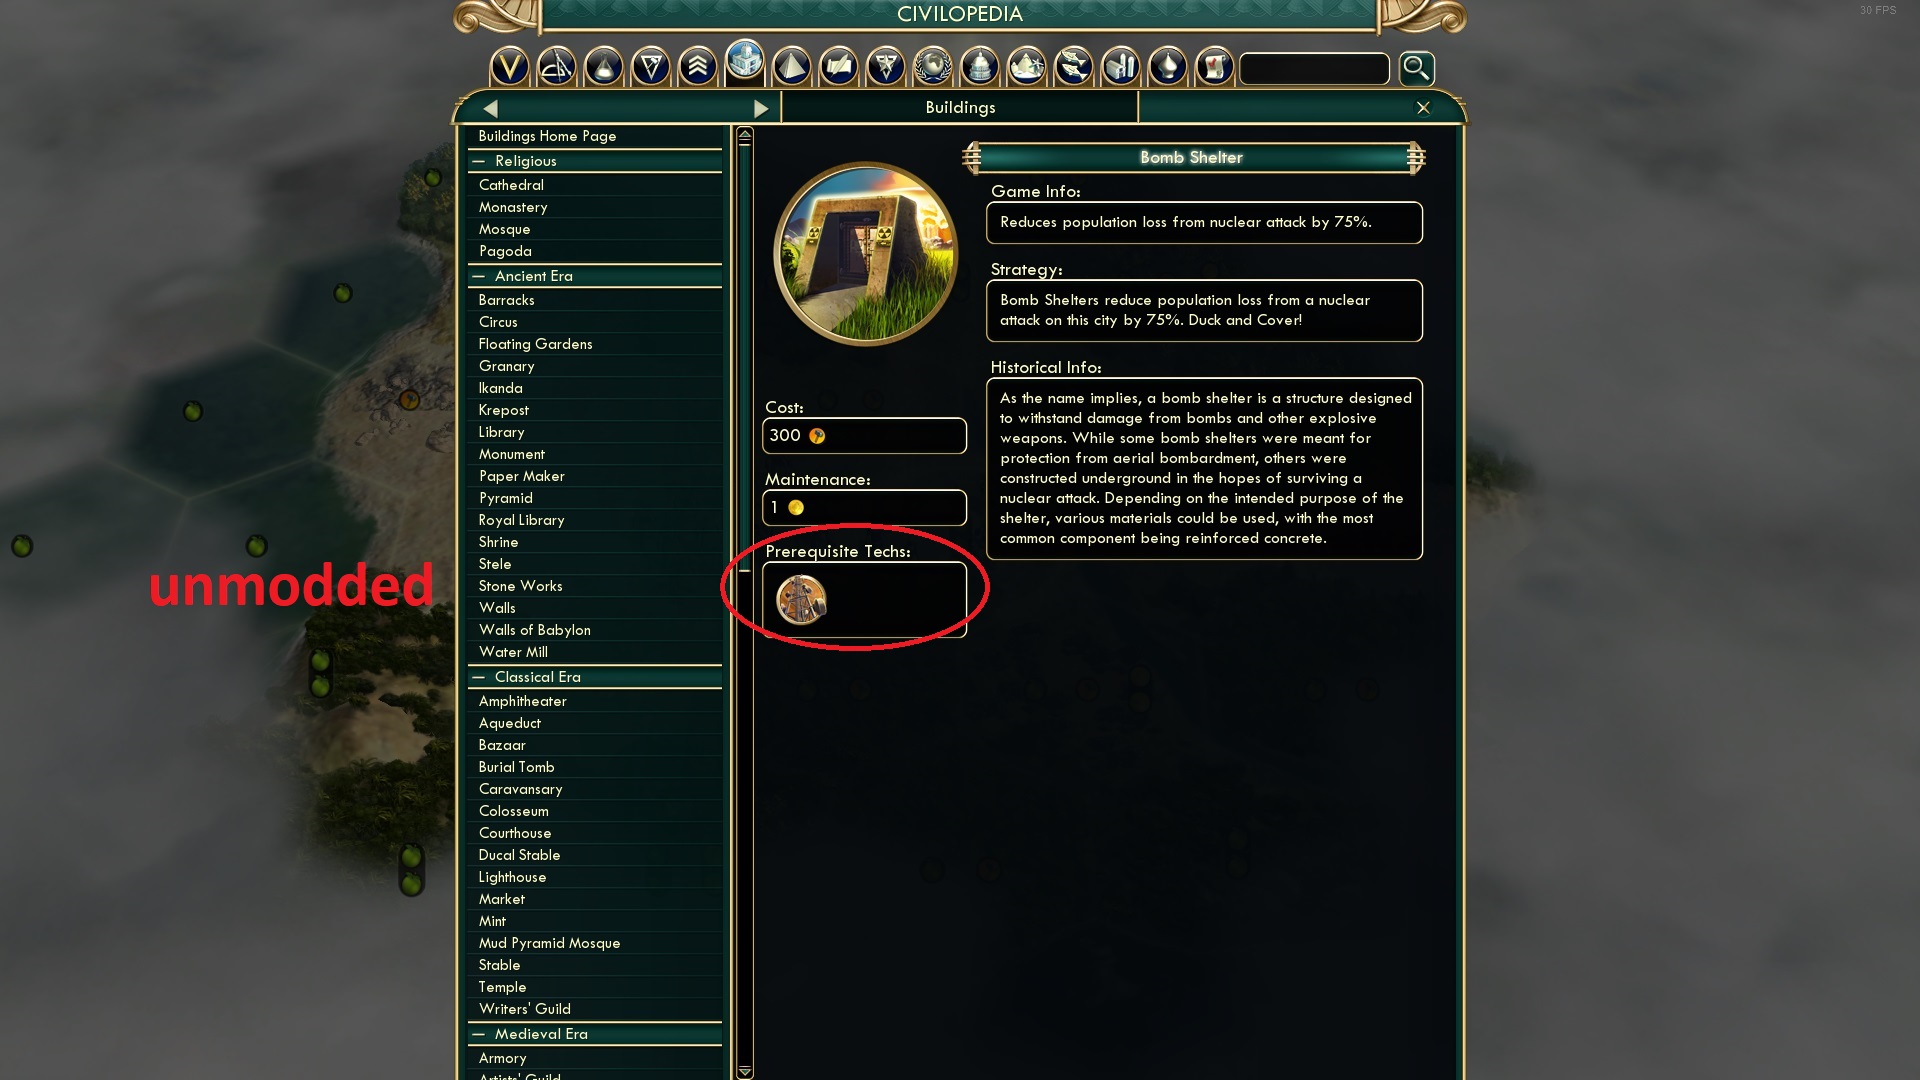 30 FPS
CIVILOPEDIA
Buildings
Buildings Home Page
Religious
Cathedral
Monastery
Mosque
Pagoda
Ancient Era
Barracks
Circus
Floating Gardens
Granary
Ikanda
Krepost
Library
Monument
Paper Maker
Pyramid
Royal Library
Shrine
Stele
Stone Works
Walls
Walls of Babylon
Water Mill
Classical Era
Amphitheater
Aqueduct
Bazaar
Burial Tomb
Caravansary
Colosseum
Courthouse
Ducal Stable
Lighthouse
Market
Mint
Mud Pyramid Mosque
Stable
Temple
Writers' Guild
Medieval Era
Armory
Artists' Guild
unmodded
Cost:
300
Maintenance:
1
Prerequisite Techs:
Bomb Shelter
Game Info:
Reduces population loss from nuclear attack by 75%.
Strategy:
Bomb Shelters reduce population loss from a nuclear
attack on this city by 75%. Duck and Cover!
Historical Info:
As the name implies, a bomb shelter is a structure designed
to withstand damage from bombs and other explosive
weapons. While some bomb shelters were meant for
protection from aerial bombardment, others were
constructed underground in the hopes of surviving a
nuclear attack. Depending on the intended purpose of the
shelter, various materials could be used, with the most
common component being reinforced concrete.